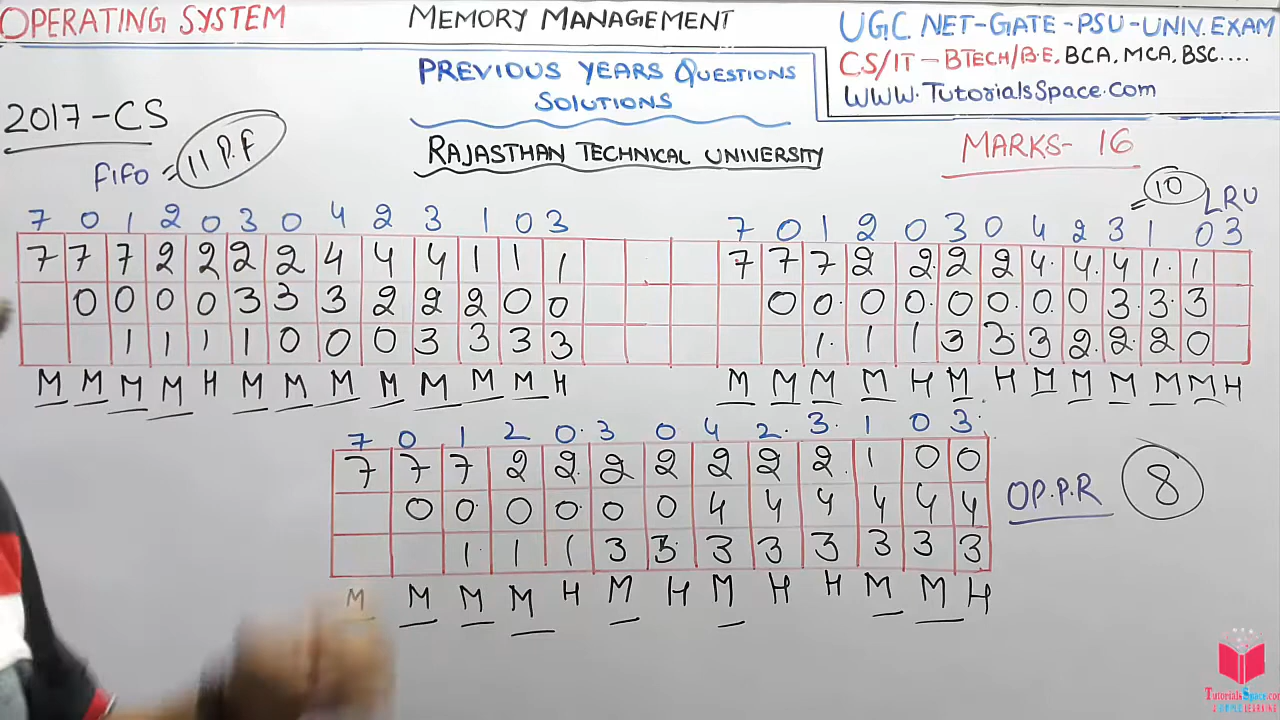 OPERATING SYSTEM
MEMORY MANAGEMENT
UGC NET-GATE-PSU-UNIV.EXAM
CS/IT-BTECH/B.E, BCA, MCA, BSC....
WWW.TutorialsSpace.com
PREVIOUS YEARS QUESTIONS
SOLUTIONS
2017-CS
RAJASTHAN TECHNICAL UNIVERSITY
MARKS- 16
FIFO = 11 P.F
7 0 1 2 0 3 0 4 2 3 1 0 3
7 7 7 2 2 2 2 4 4 4 1 1 1
0 0 0 0 3 3 3 2 2 2 0 0
1 1 1 1 0 0 0 3 3 3 3
M M M M H M M M M M M M H
= 10 LRU
7 0 1 2 0 3 0 4 2 3 1 0 3
7 7 7 2 2 2 2 4 4 4 1 1
0 0 0 0 0 0 0 0 3 3 3
1 1 1 3 3 3 2 2 2 0
M M M M H M H M M M M M H
7 0 1 2 0 3 0 4 2 3 1 0 3
7 7 7 2 2 2 2 2 2 2 1 0 0
0 0 0 0 0 0 4 4 4 4 4 4
1 1 1 3 3 3 3 3 3 3 3
M M M M H M H M H H M M H
OP.P.R 8
TutorialsSpace.com